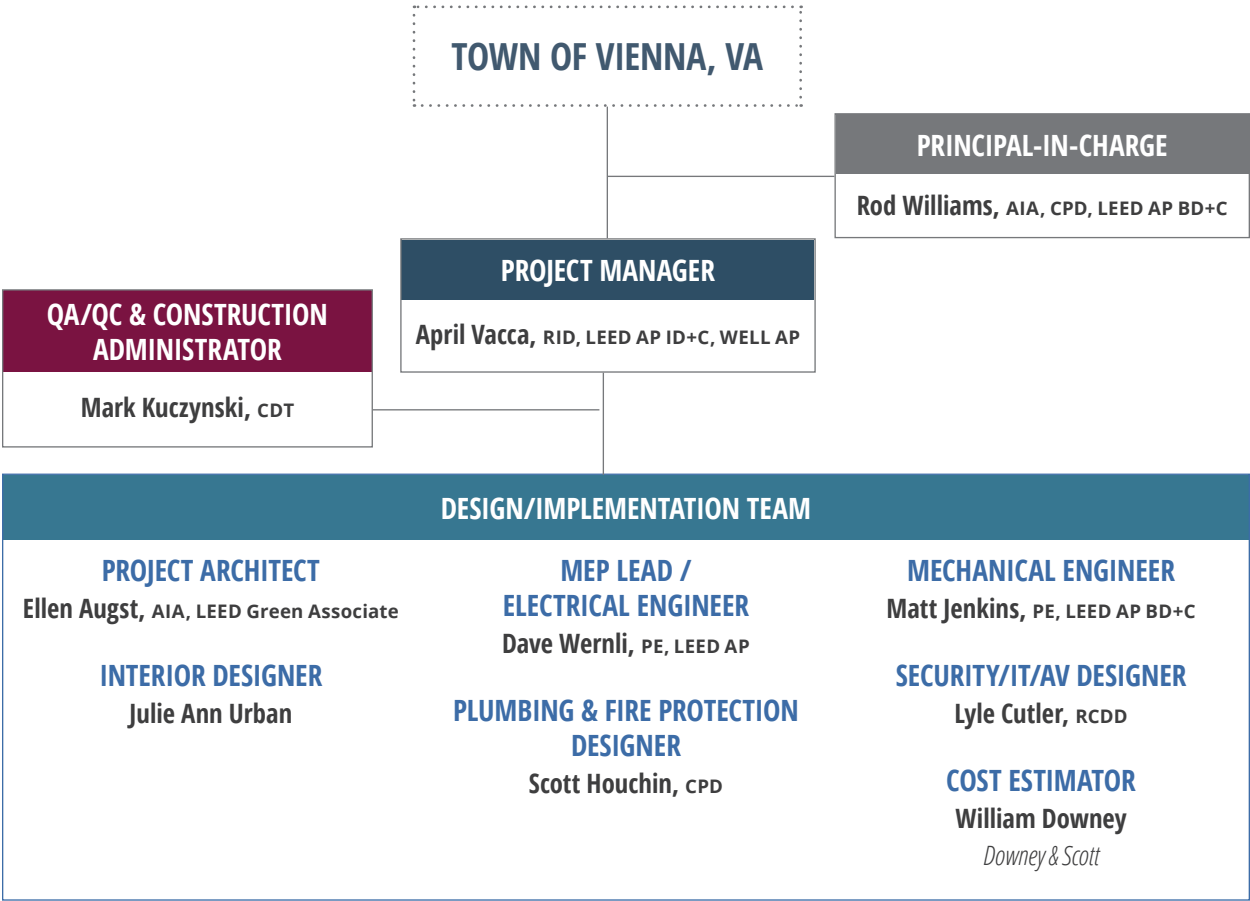 TOWN OF VIENNA, VA
PRINCIPAL-IN-CHARGE
Rod Williams, AIA, CPD, LEED AP BD+C
PROJECT MANAGER
April Vacca, RID, LEED AP ID+C, WELL AP
QA/QC & CONSTRUCTION
ADMINISTRATOR
Mark Kuczynski, CDT
DESIGN/IMPLEMENTATION TEAM
PROJECT ARCHITECT
Ellen Augst, AIA, LEED Green Associate
INTERIOR DESIGNER
Julie Ann Urban
MEP LEAD /
ELECTRICAL ENGINEER
Dave Wernli, PE, LEED AP
PLUMBING & FIRE PROTECTION
DESIGNER
Scott Houchin, CPD
MECHANICAL ENGINEER
Matt Jenkins, PE, LEED AP BD+C
SECURITY/IT/AV DESIGNER
Lyle Cutler, RCDD
COST ESTIMATOR
William Downey
Downey & Scott